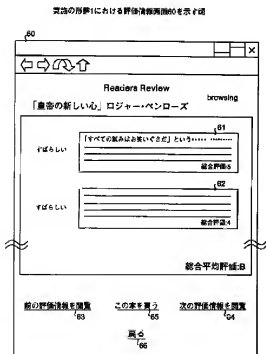 実施の形態1における評価情報画面60を示す図
60
Readers Review
browsing
「皇帝の新しい心」ロジャー・ペンローズ
61
すばらしい
「すべての試みはお笑いぐさだ」という‥‥‥ ‥‥‥‥
総合評価:5
62
すばらしい
総合評価:4
総合平均評価:B
前の評価情報を閲覧
この本を買う
次の評価情報を閲覧
63
65
64
戻る
66